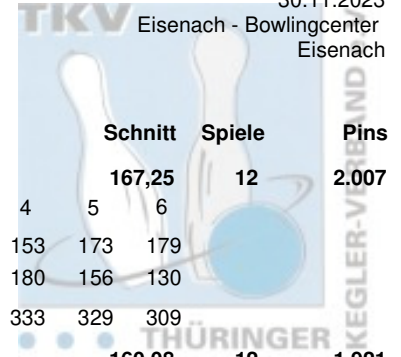 TKV
Eisenach - Bowlingcenter
Eisenach
Schnitt Spiele Pins
167,25 12 2.007
4 5 6
153 173 179
180 156 130
333 329 309
THÜRINGER KEGLER-VERBAND